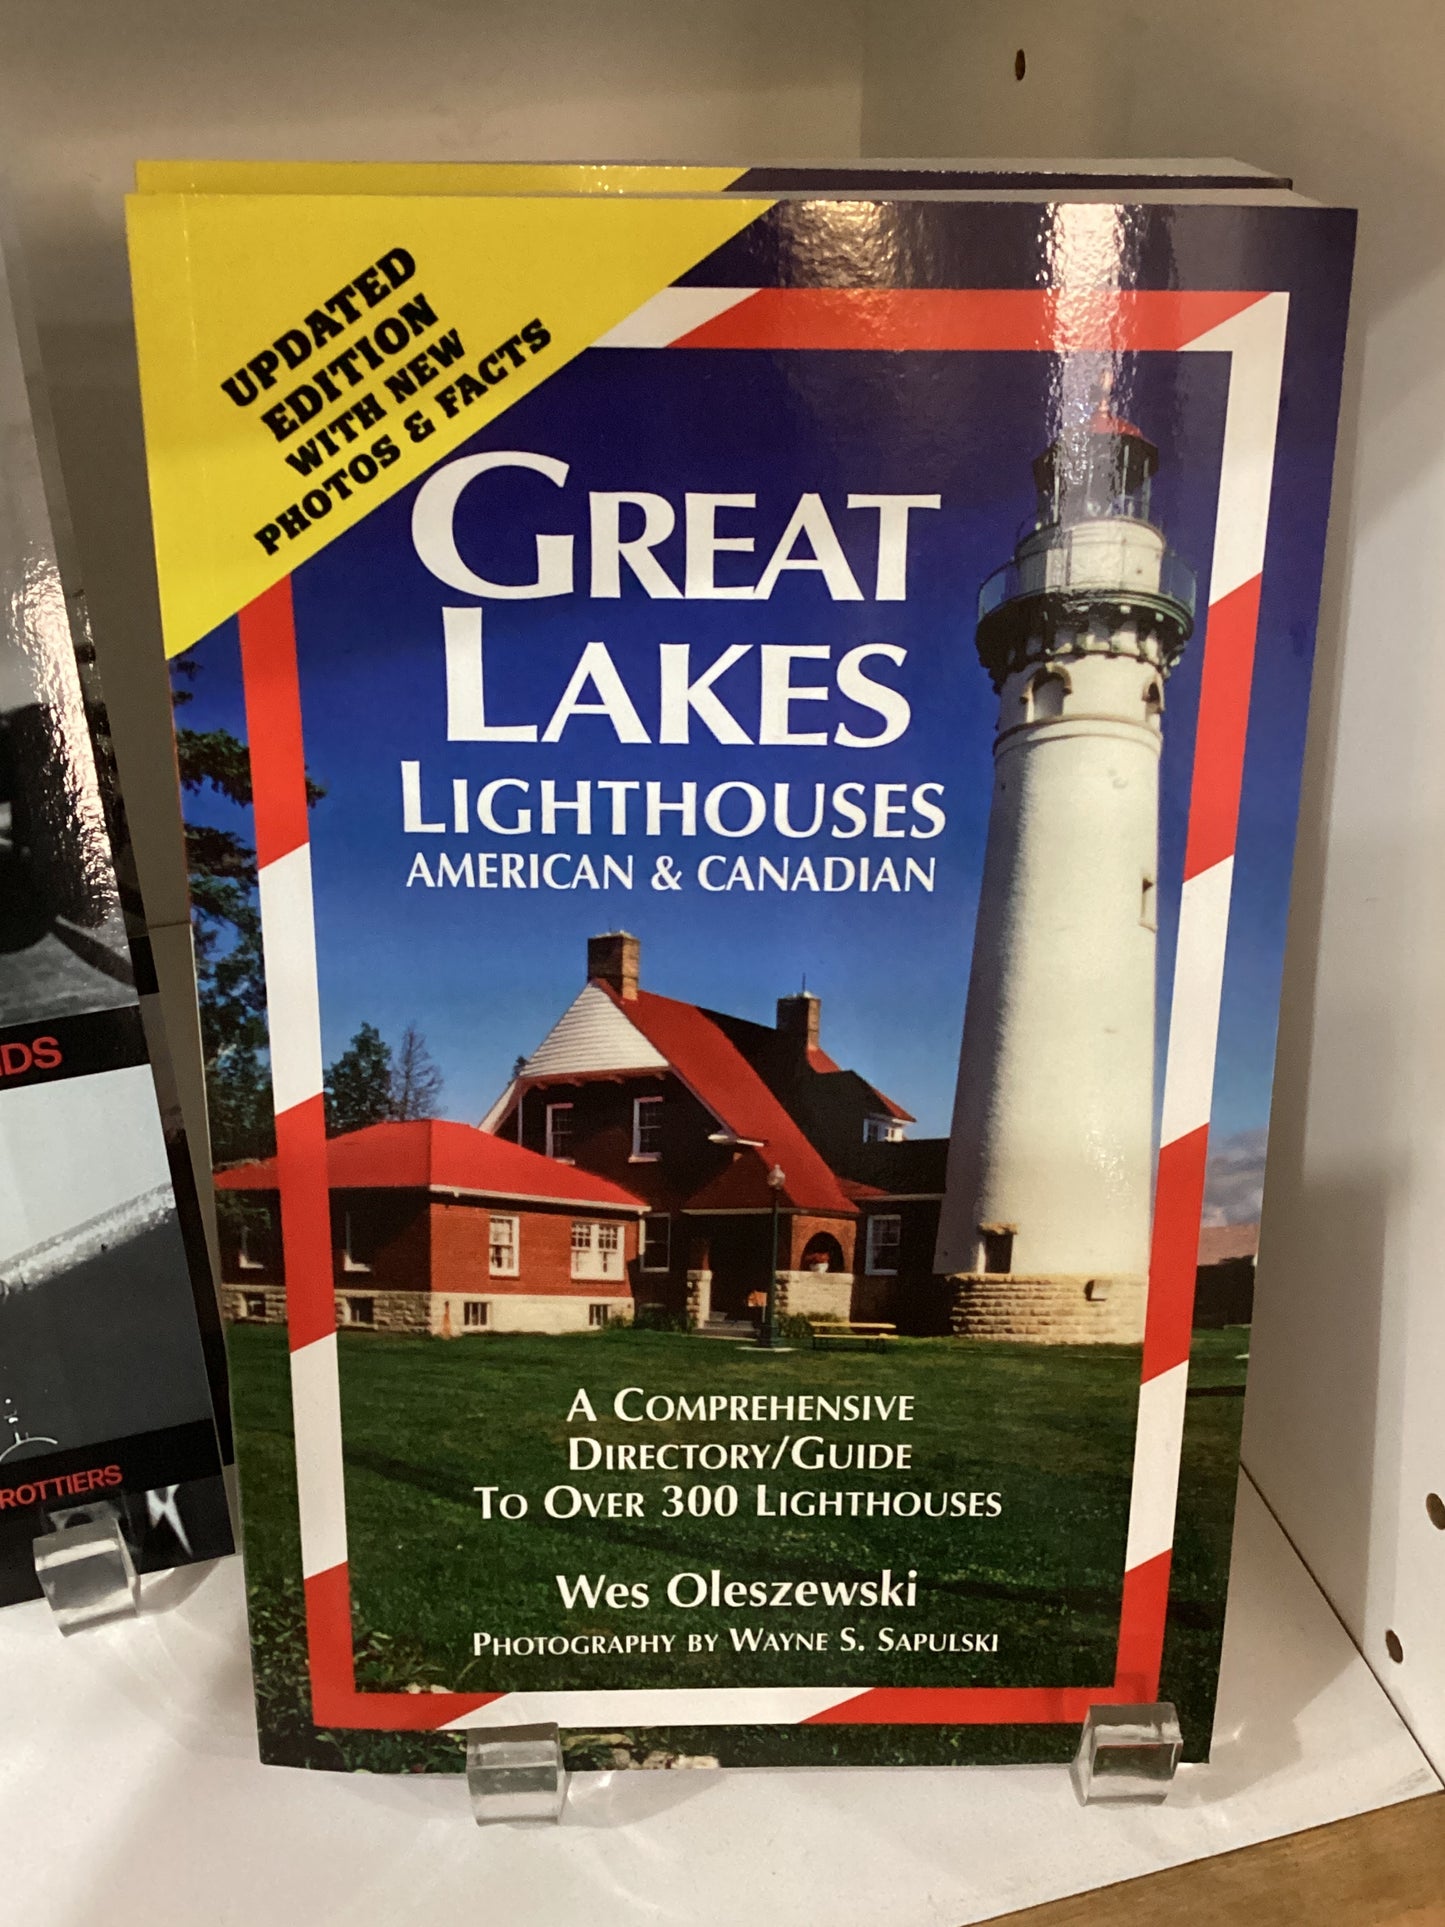 UPDATED
EDITION
WITH NEW
PHOTOS & FACTS
GREAT
LAKES
LIGHTHOUSES
AMERICAN & CANADIAN
A COMPREHENSIVE
DIRECTORY/GUIDE
TO OVER 300 LIGHTHOUSES
Wes Oleszewski
PHOTOGRAPHY BY WAYNE S. SAPULSKI
IDS
ROTTIERS